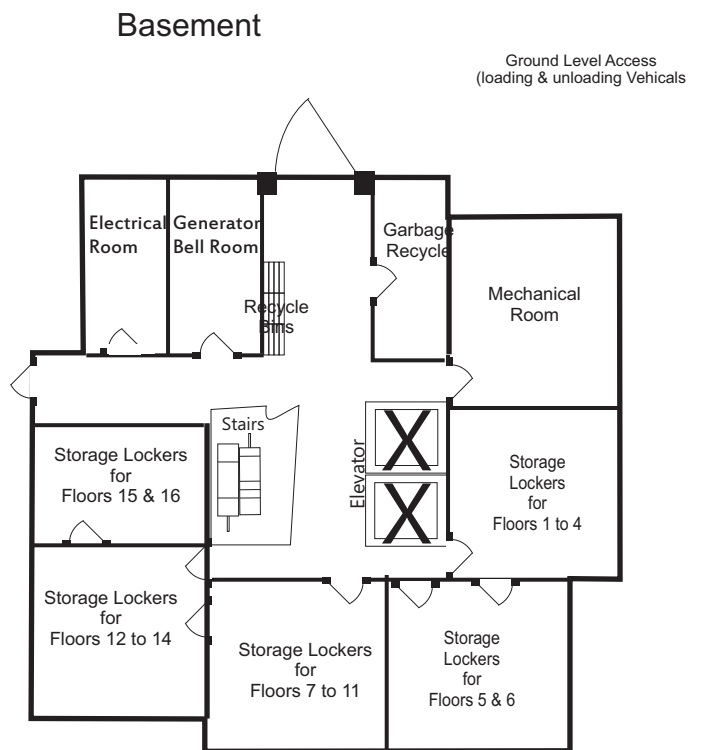 Basement
Ground Level Access
(loading & unloading Vehicals
Electrical
Room
Generator
Bell Room
Garbage
Recycle
Mechanical
Room
Recycle
Bins
Stairs
Elevator
Storage Lockers
for
Floors 15 & 16
Storage
Lockers
for
Floors 1 to 4
Storage Lockers
for
Floors 12 to 14
Storage Lockers
for
Floors 7 to 11
Storage
Lockers
for
Floors 5 & 6